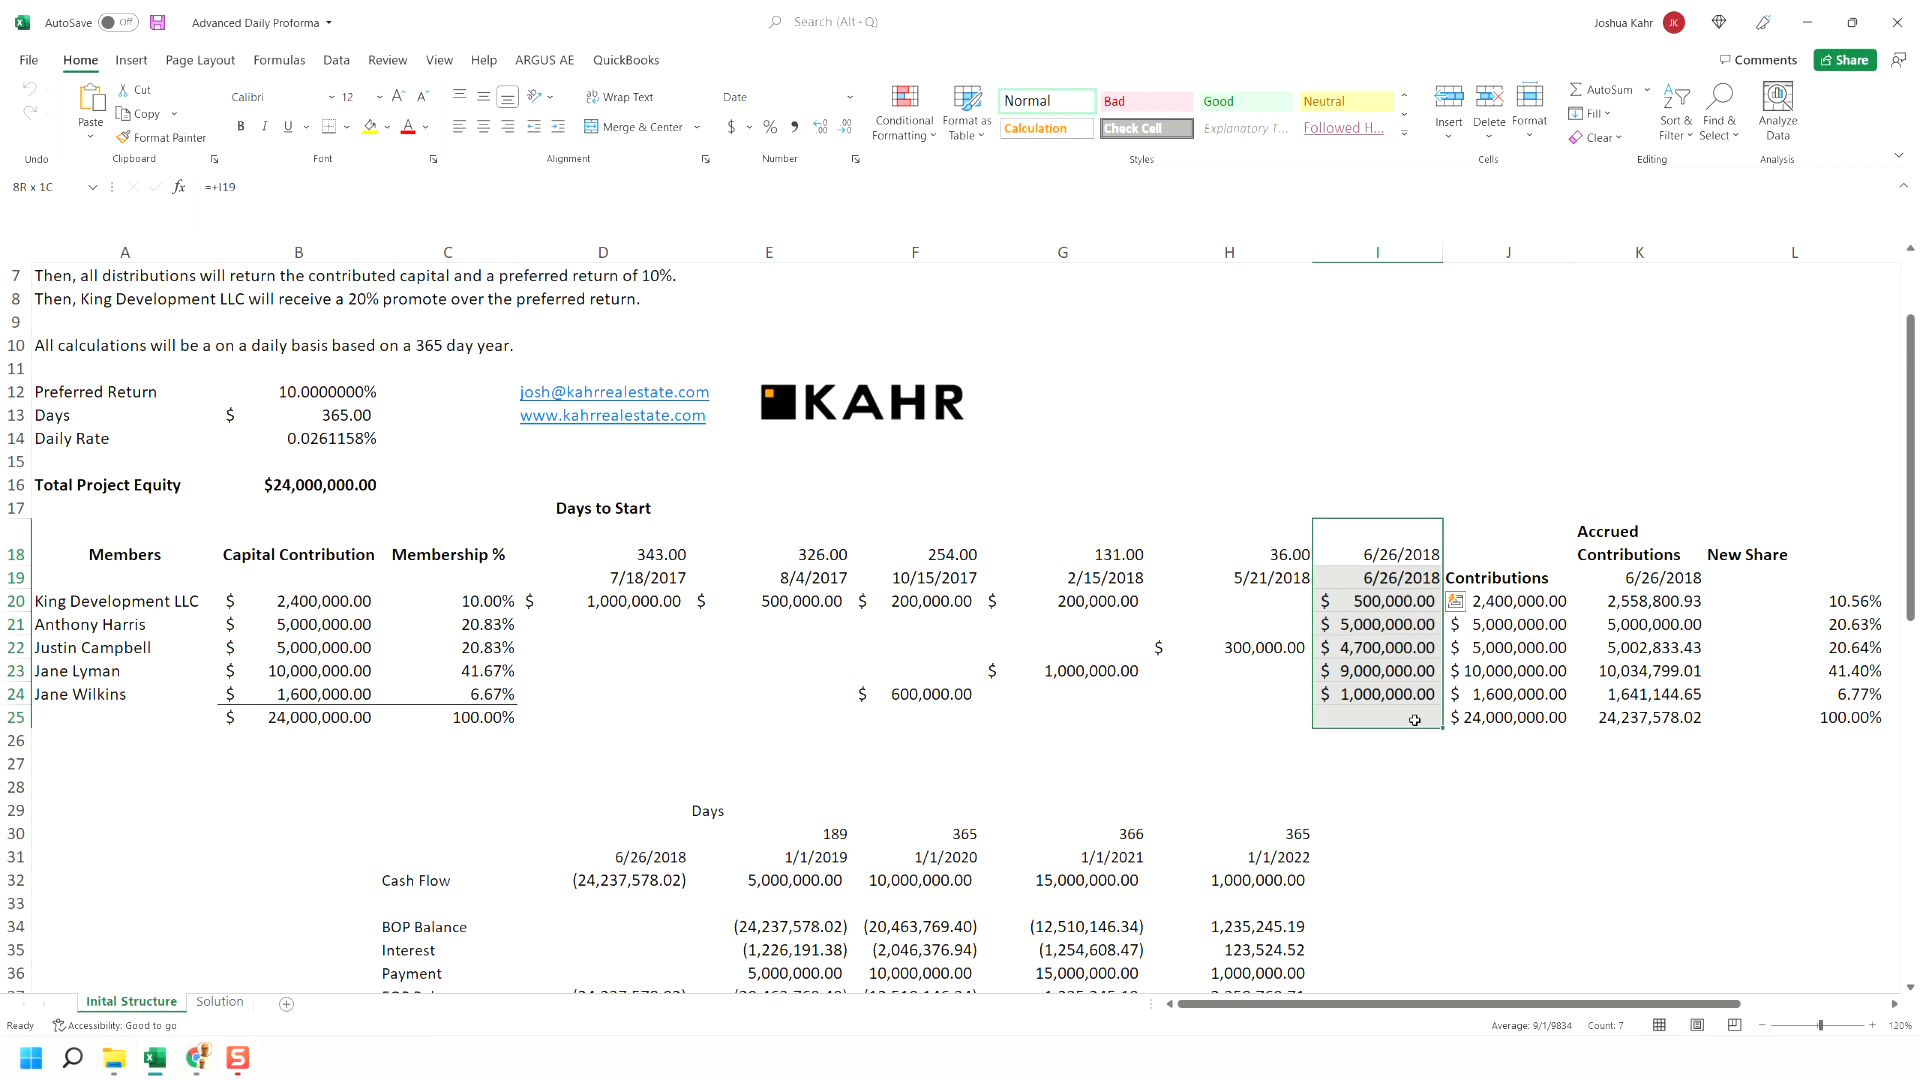 AutoSave Off Advanced Daily Proforma Search (Alt+Q) Joshua Kahr JK
File Home Insert Page Layout Formulas Data Review View Help ARGUS AE QuickBooks Comments Share
Paste Cut Copy Format Painter Calibri 12 A A B I U A Wrap Text Merge & Center Date $ % 9 Conditional Formatting Format as Table Normal Bad Good Neutral Calculation Check Cell Explanatory T... Followed H... Insert Delete Format AutoSum Fill Clear Sort & Filter Find & Select Analyze Data
Undo Clipboard Font Alignment Number Styles Cells Editing Analysis
8R x 1C fx =+I19
A B C D E F G H I J K L
7 Then, all distributions will return the contributed capital and a preferred return of 10%.
8 Then, King Development LLC will receive a 20% promote over the preferred return.
9
10 All calculations will be a on a daily basis based on a 365 day year.
11
12 Preferred Return 10.0000000% josh@kahrrealestate.com KAHR
13 Days $ 365.00 www.kahrrealestate.com
14 Daily Rate 0.0261158%
15
16 Total Project Equity $24,000,000.00
17 Days to Start
Accrued
18 Members Capital Contribution Membership % 343.00 326.00 254.00 131.00 36.00 6/26/2018 Contributions New Share
19 7/18/2017 8/4/2017 10/15/2017 2/15/2018 5/21/2018 6/26/2018 Contributions 6/26/2018
20 King Development LLC $ 2,400,000.00 10.00% $ 1,000,000.00 $ 500,000.00 $ 200,000.00 $ 200,000.00 $ 500,000.00 2,400,000.00 2,558,800.93 10.56%
21 Anthony Harris $ 5,000,000.00 20.83% $ 5,000,000.00 $ 5,000,000.00 5,000,000.00 20.63%
22 Justin Campbell $ 5,000,000.00 20.83% $ 300,000.00 $ 4,700,000.00 $ 5,000,000.00 5,002,833.43 20.64%
23 Jane Lyman $ 10,000,000.00 41.67% $ 1,000,000.00 $ 9,000,000.00 $ 10,000,000.00 10,034,799.01 41.40%
24 Jane Wilkins $ 1,600,000.00 6.67% $ 600,000.00 $ 1,000,000.00 $ 1,600,000.00 1,641,144.65 6.77%
25 $ 24,000,000.00 100.00% $ 24,000,000.00 24,237,578.02 100.00%
26
27
28
29 Days
30 189 365 366 365
31 6/26/2018 1/1/2019 1/1/2020 1/1/2021 1/1/2022
32 Cash Flow (24,237,578.02) 5,000,000.00 10,000,000.00 15,000,000.00 1,000,000.00
33
34 BOP Balance (24,237,578.02) (20,463,769.40) (12,510,146.34) 1,235,245.19
35 Interest (1,226,191.38) (2,046,376.94) (1,254,608.47) 123,524.52
36 Payment 5,000,000.00 10,000,000.00 15,000,000.00 1,000,000.00
Inital Structure Solution
Ready Accessibility: Good to go Average: 9/1/9834 Count: 7 120%